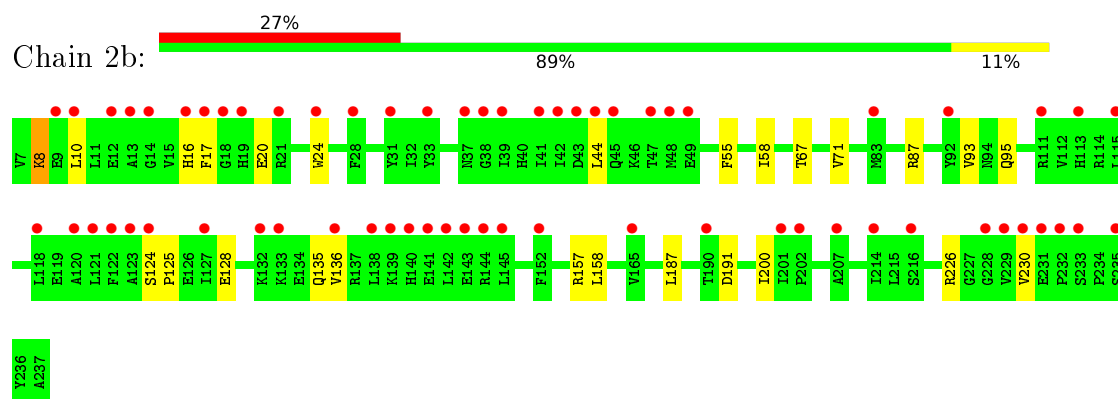 27%
Chain 2b:
89%
11%
V7 K8 E9 L10 L11 E12 A13 G14 V15 H16 F17 G18 H19 E20 R21 W24 F28 Y31 I32 Y33 N37 G38 I39 H40 I41 I42 D43 L44 Q45 K46 T47 M48 E49 F55 I58 T67 V71 M83 R87 Y92 V93 N94 Q95 R111 V112 H113 R114 L115
L118 E119 A120 L121 F122 A123 S124 P125 E126 I127 E128 K132 K133 E134 Q135 V136 R137 L138 K139 H140 E141 L142 E143 R144 L145 F152 R157 L158 V165 L187 T190 D191 I200 I201 P202 A207 I214 L215 S216 R226 G227 G228 V229 V230 E231 P232 S233 P234 S235
Y236 A237